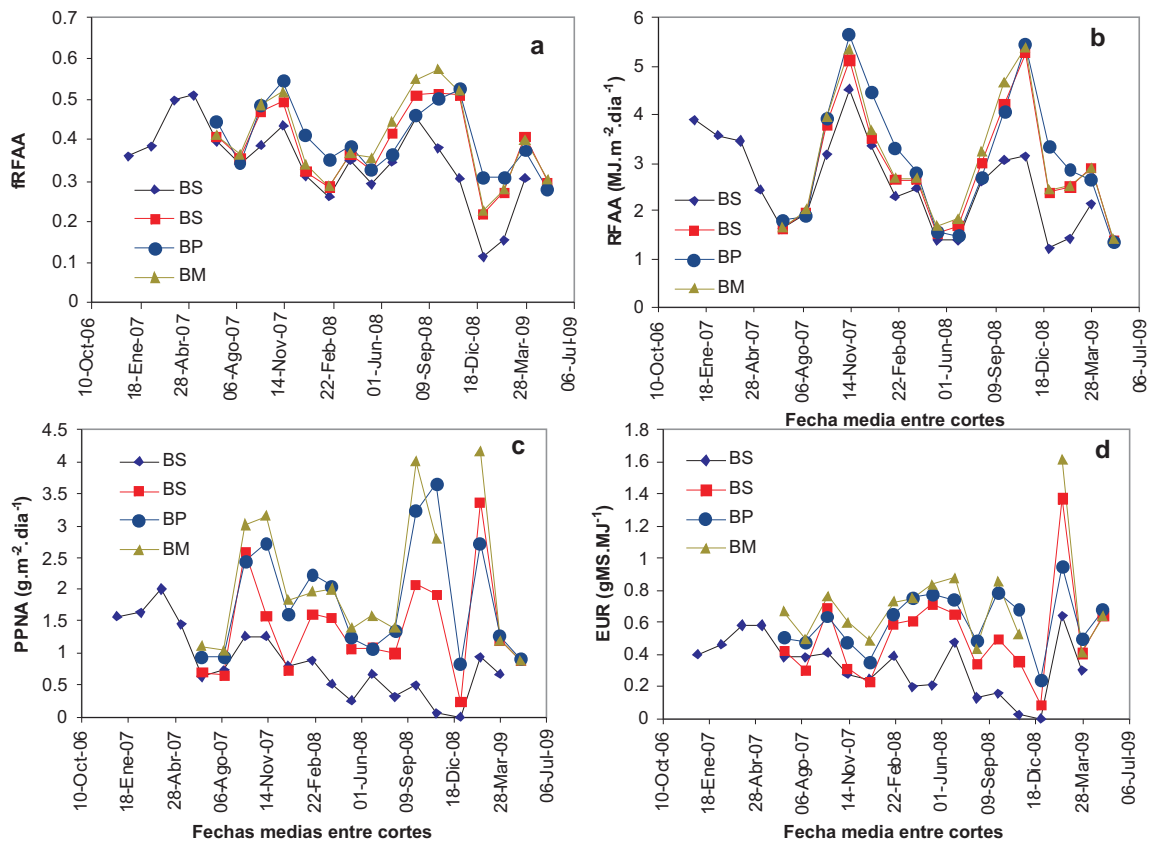 a
fRFAA
0.7
0.6
0.5
0.4
0.3
0.2
0.1
0
BS
BS
BP
BM
10-Oct-06
18-Ene-07
28-Abr-07
06-Ago-07
14-Nov-07
22-Feb-08
01-Jun-08
09-Sep-08
18-Dic-08
28-Mar-09
06-Jul-09
b
RFAA (MJ.m⁻².dia⁻¹)
6
5
4
3
2
1
0
BS
BS
BP
BM
10-Oct-06
18-Ene-07
28-Abr-07
06-Ago-07
14-Nov-07
22-Feb-08
01-Jun-08
09-Sep-08
18-Dic-08
28-Mar-09
06-Jul-09
Fecha media entre cortes
c
PPNA (g.m⁻².dia⁻¹)
4.5
4
3.5
3
2.5
2
1.5
1
0.5
0
BS
BS
BP
BM
10-Oct-06
18-Ene-07
28-Abr-07
06-Ago-07
14-Nov-07
22-Feb-08
01-Jun-08
09-Sep-08
18-Dic-08
28-Mar-09
06-Jul-09
Fechas medias entre cortes
d
EUR (gMS.MJ⁻¹)
1.8
1.6
1.4
1.2
1
0.8
0.6
0.4
0.2
0
BS
BS
BP
BM
10-Oct-06
18-Ene-07
28-Abr-07
06-Ago-07
14-Nov-07
22-Feb-08
01-Jun-08
09-Sep-08
18-Dic-08
28-Mar-09
06-Jul-09
Fecha media entre cortes